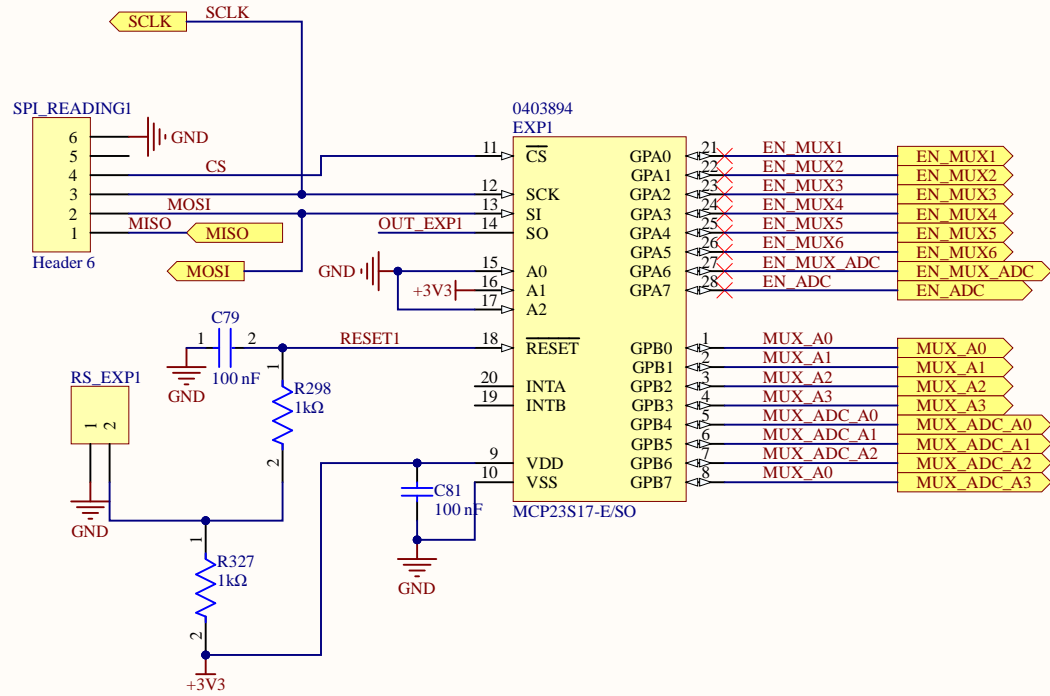 SCLK
SCLK
SPI_READING1
6
5
4
3
2
1
GND
CS
MOSI
MISO
MISO
MOSI
Header 6
0403894
EXP1
11
CS
12
SCK
13
SI
14
SO
OUT_EXP1
GND
15
A0
+3V3
16
A1
17
A2
C79
1
2
100 nF
GND
RESET1
18
RESET
20
INTA
19
INTB
9
VDD
10
VSS
RS_EXP1
1
2
GND
1
R298
1kΩ
2
1
R327
1kΩ
2
+3V3
C81
100 nF
GND
MCP23S17-E/SO
GPA0 21 EN_MUX1 EN_MUX1
GPA1 22 EN_MUX2 EN_MUX2
GPA2 23 EN_MUX3 EN_MUX3
GPA3 24 EN_MUX4 EN_MUX4
GPA4 25 EN_MUX5 EN_MUX5
GPA5 26 EN_MUX6 EN_MUX6
GPA6 27 EN_MUX_ADC EN_MUX_ADC
GPA7 28 EN_ADC EN_ADC
GPB0 1 MUX_A0 MUX_A0
GPB1 2 MUX_A1 MUX_A1
GPB2 3 MUX_A2 MUX_A2
GPB3 4 MUX_A3 MUX_A3
GPB4 5 MUX_ADC_A0 MUX_ADC_A0
GPB5 6 MUX_ADC_A1 MUX_ADC_A1
GPB6 7 MUX_ADC_A2 MUX_ADC_A2
GPB7 8 MUX_A0 MUX_ADC_A3